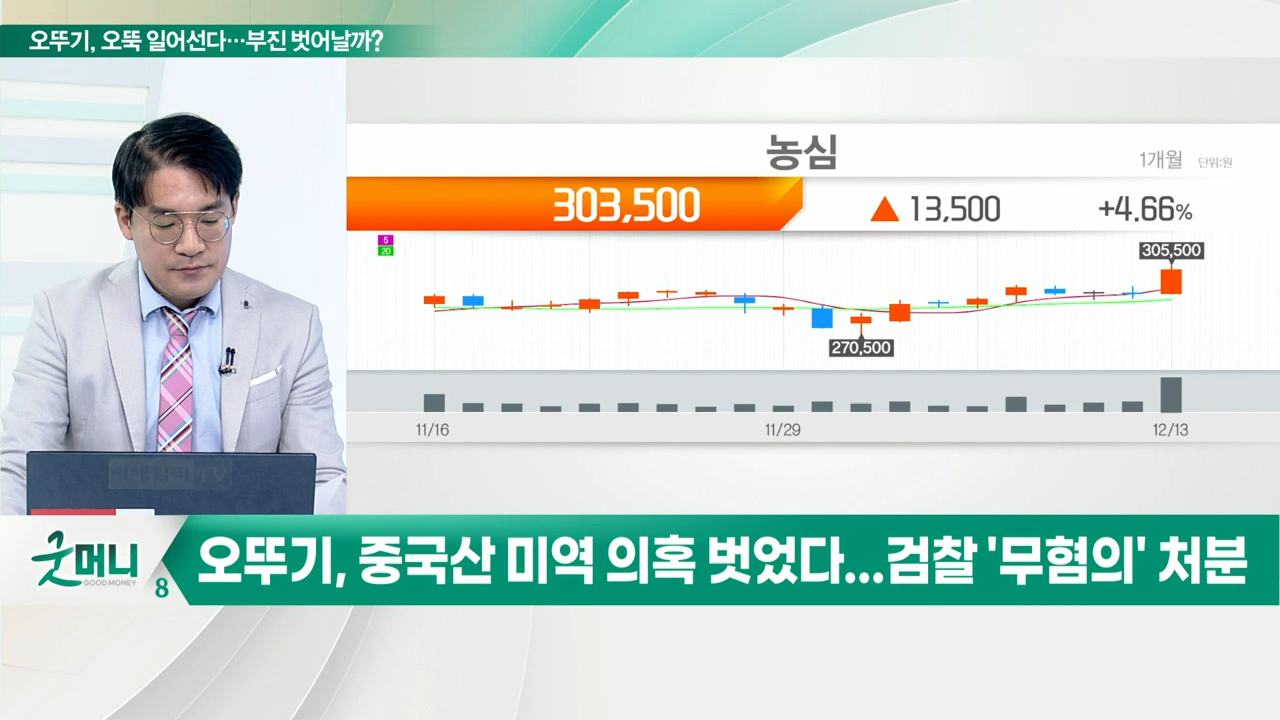 오뚜기, 오뚝 일어선다…부진 벗어날까?
농심
1개월 단위:원
303,500 ▲ 13,500 +4.66%
5
20
305,500
270,500
11/16 11/29 12/13
굿머니
GOOD MONEY
8
오뚜기, 중국산 미역 의혹 벗었다...검찰 '무혐의' 처분